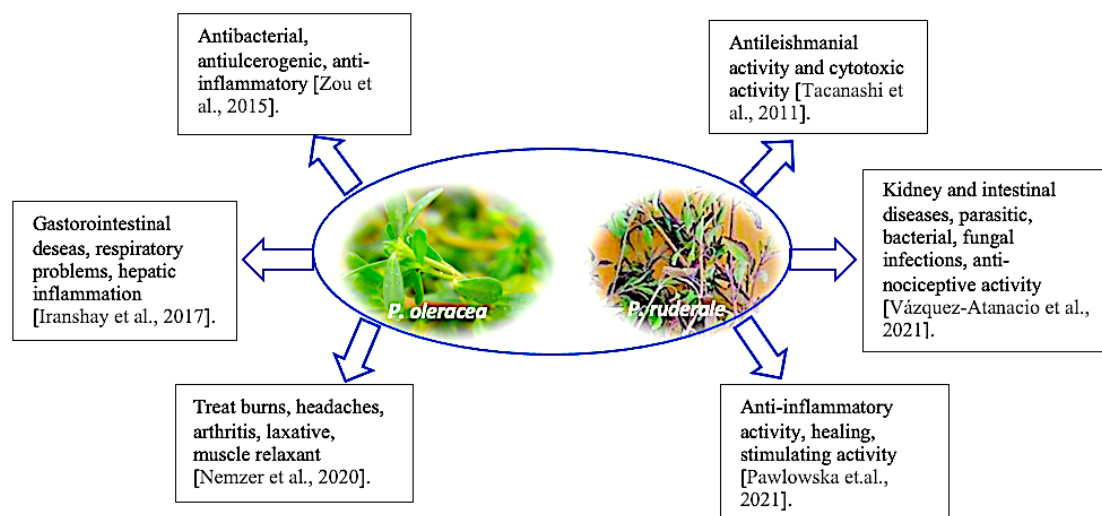 Antibacterial,
antiulcerogenic, anti-
inflammatory [Zou
et al., 2015].
Antileishmanial
activity and cytotoxic
activity [Tacanashi et
al., 2011].
Gastorointestinal
deseas, respiratory
problems, hepatic
inflammation
[Iranshay et al., 2017].
P. oleracea
P. ruderale
Kidney and intestinal
diseases, parasitic,
bacterial, fungal
infections, anti-
nociceptive activity
[Vázquez-Atanacio et al.,
2021].
Treat burns, headaches,
arthritis, laxative,
muscle relaxant
[Nemzer et al., 2020].
Anti-inflammatory
activity, healing,
stimulating activity
[Pawlowska et.al.,
2021].